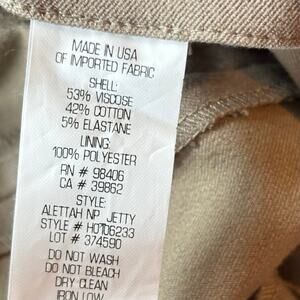 MADE IN USA
OF IMPORTED FABRIC
SHELL:
53% VISCOSE
42% COTTON
5% ELASTANE
LINING:
100% POLYESTER
RN # 98406
CA # 39862
STYLE:
ALETTAH NP JETTY
STYLE # H0106233
LOT # 374590
DO NOT WASH
DO NOT BLEACH
DRY CLEAN
IRON LOW